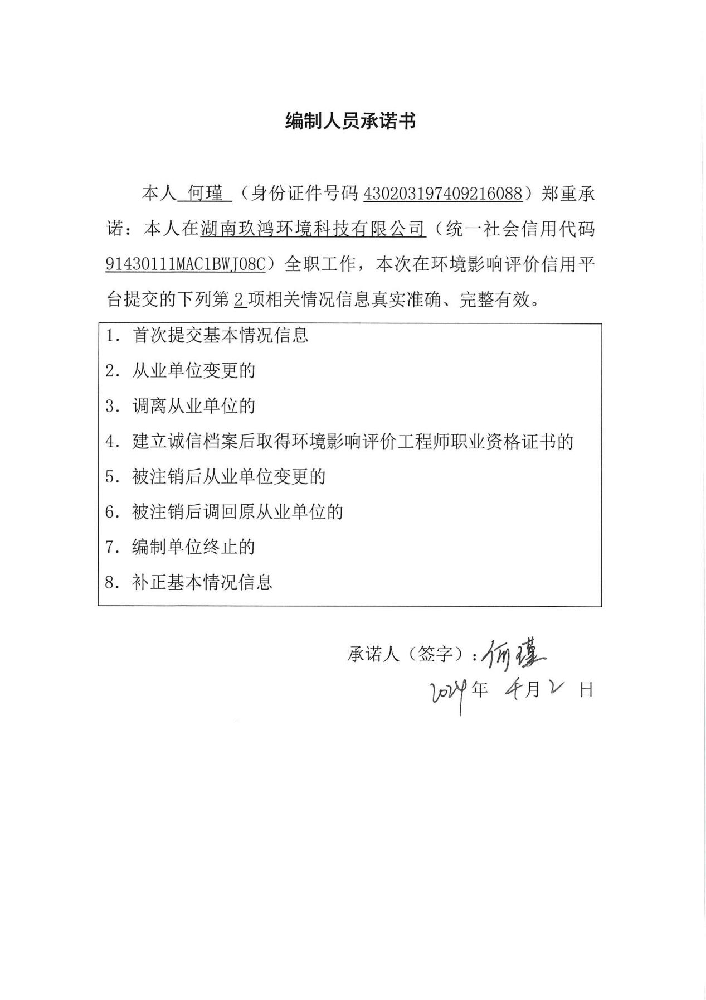 编制人员承诺书
本人 何瑾 （身份证件号码 430203197409216088）郑重承
诺：本人在湖南玖鸿环境科技有限公司（统一社会信用代码
91430111MAC1BWJ08C）全职工作，本次在环境影响评价信用平
台提交的下列第 2 项相关情况信息真实准确、完整有效。
1. 首次提交基本情况信息
2. 从业单位变更的
3. 调离从业单位的
4. 建立诚信档案后取得环境影响评价工程师职业资格证书的
5. 被注销后从业单位变更的
6. 被注销后调回原从业单位的
7. 编制单位终止的
8. 补正基本情况信息
承诺人（签字）：何瑾
2024年 4月2 日